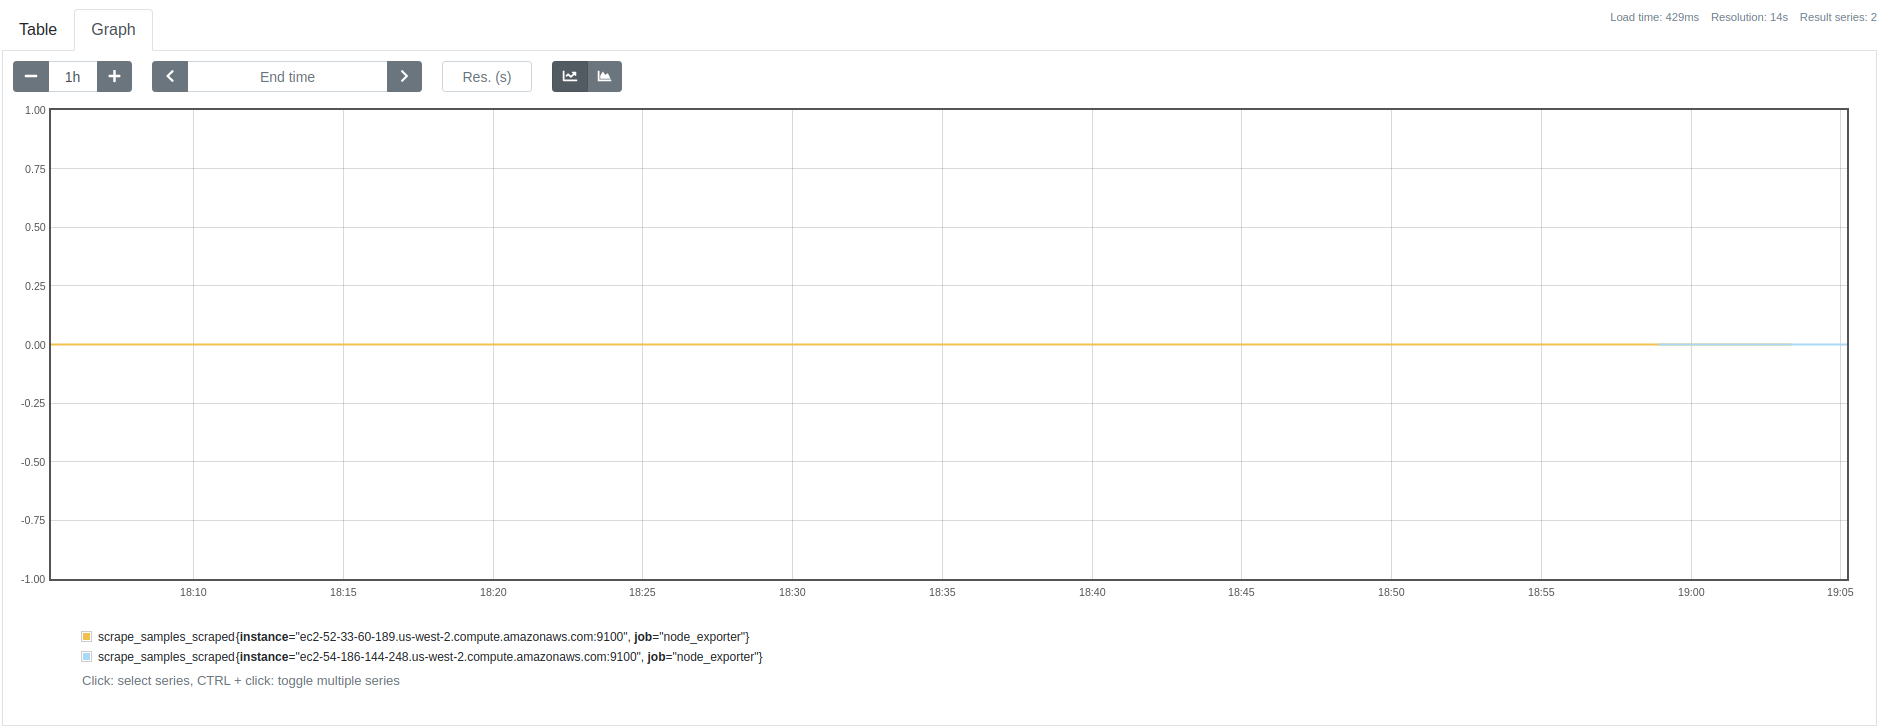 Table Graph Load time: 429ms Resolution: 14s Result series: 2
1h End time Res. (s)
1.00
0.75
0.50
0.25
0.00
-0.25
-0.50
-0.75
-1.00
18:10 18:15 18:20 18:25 18:30 18:35 18:40 18:45 18:50 18:55 19:00 19:05
scrape_samples_scraped{instance="ec2-52-33-60-189.us-west-2.compute.amazonaws.com:9100", job="node_exporter"}
scrape_samples_scraped{instance="ec2-54-186-144-248.us-west-2.compute.amazonaws.com:9100", job="node_exporter"}
Click: select series, CTRL + click: toggle multiple series